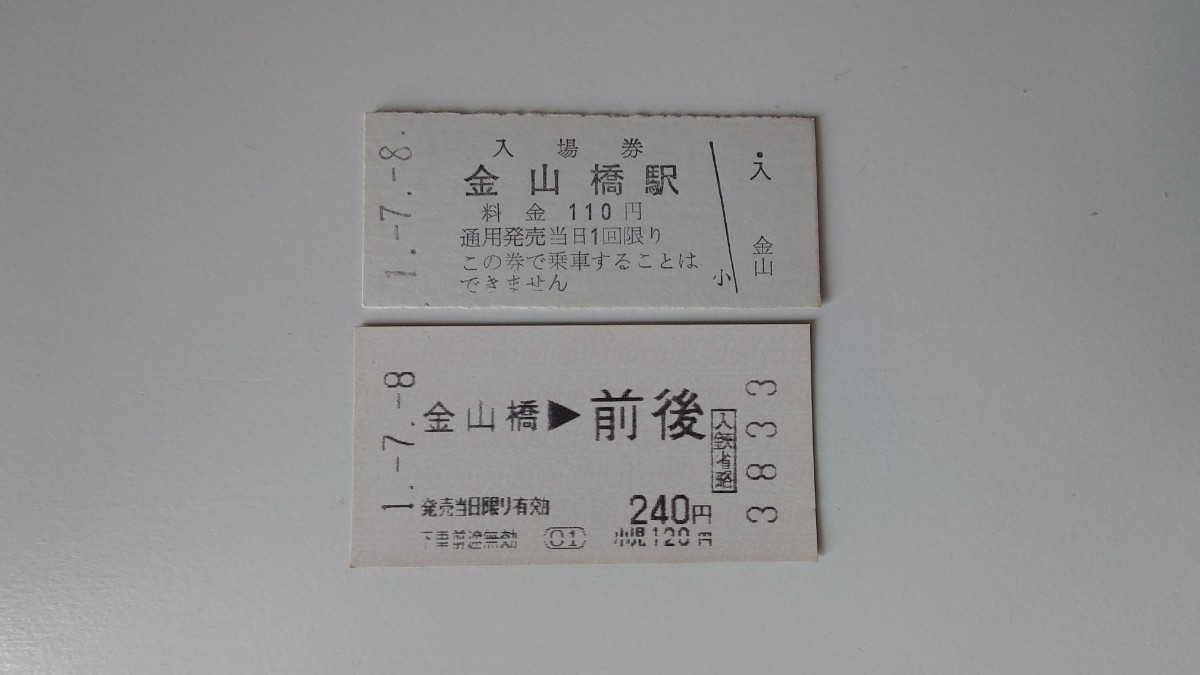 1.-7.-8.
入場券
金山橋駅
料金 110円
通用発売当日1回限り
この券で乗車することは
できません
小
入
金山
1.-7.-8
金山橋▶前後
入鋏省略
発売当日限り有効 240円
下車前途無効 (01) 小児120円
3833